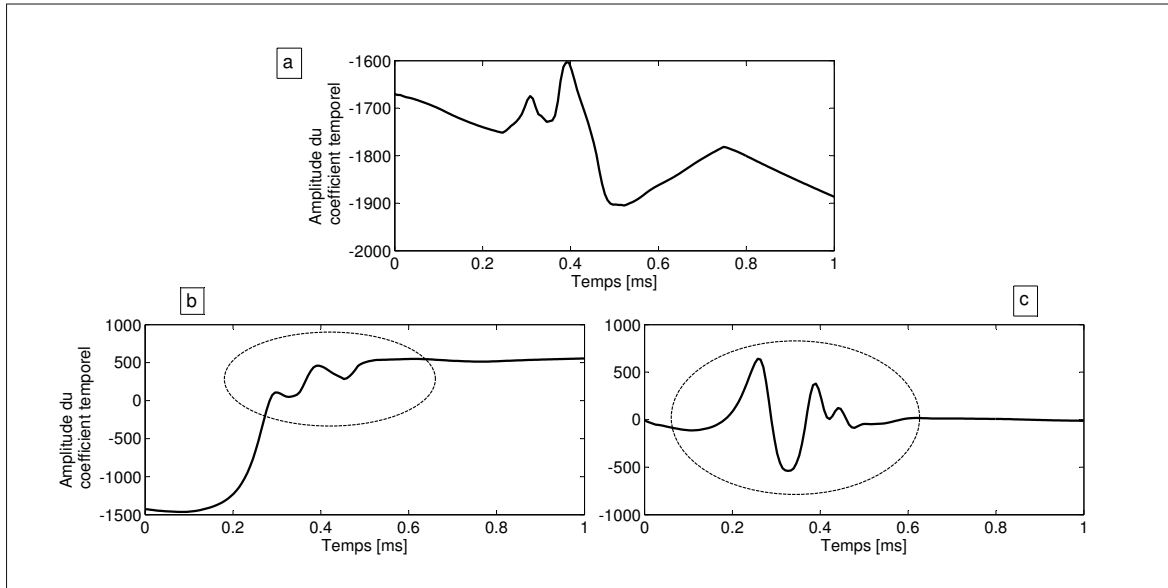 a
Amplitude du
coefficient temporel
-1600
-1700
-1800
-1900
-2000
0 0.2 0.4 0.6 0.8 1
Temps [ms]
b
Amplitude du
coefficient temporel
1000
500
0
-500
-1000
-1500
0 0.2 0.4 0.6 0.8 1
Temps [ms]
c
1000
500
0
-500
-1000
0 0.2 0.4 0.6 0.8 1
Temps [ms]